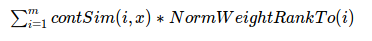 ∑_{i=1}^{m} contSim(i, x) ∗ NormWeightRankTo(i)